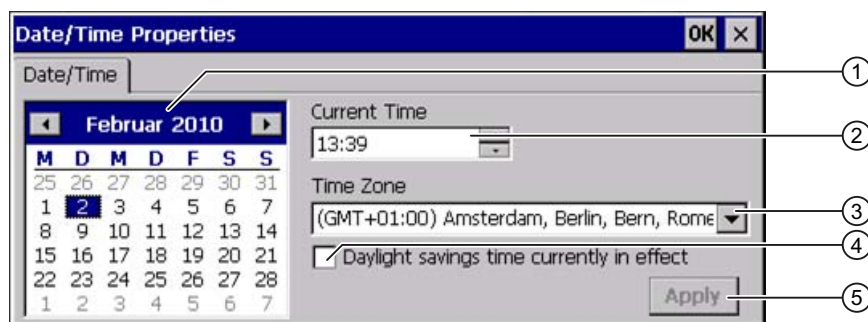 Date/Time Properties OK ×
Date/Time
1
Februar 2010
M D M D F S S
25 26 27 28 29 30 31
1 2 3 4 5 6 7
8 9 10 11 12 13 14
15 16 17 18 19 20 21
22 23 24 25 26 27 28
1 2 3 4 5 6 7
Current Time
13:39
2
Time Zone
(GMT+01:00) Amsterdam, Berlin, Bern, Rome
3
Daylight savings time currently in effect
4
Apply
5